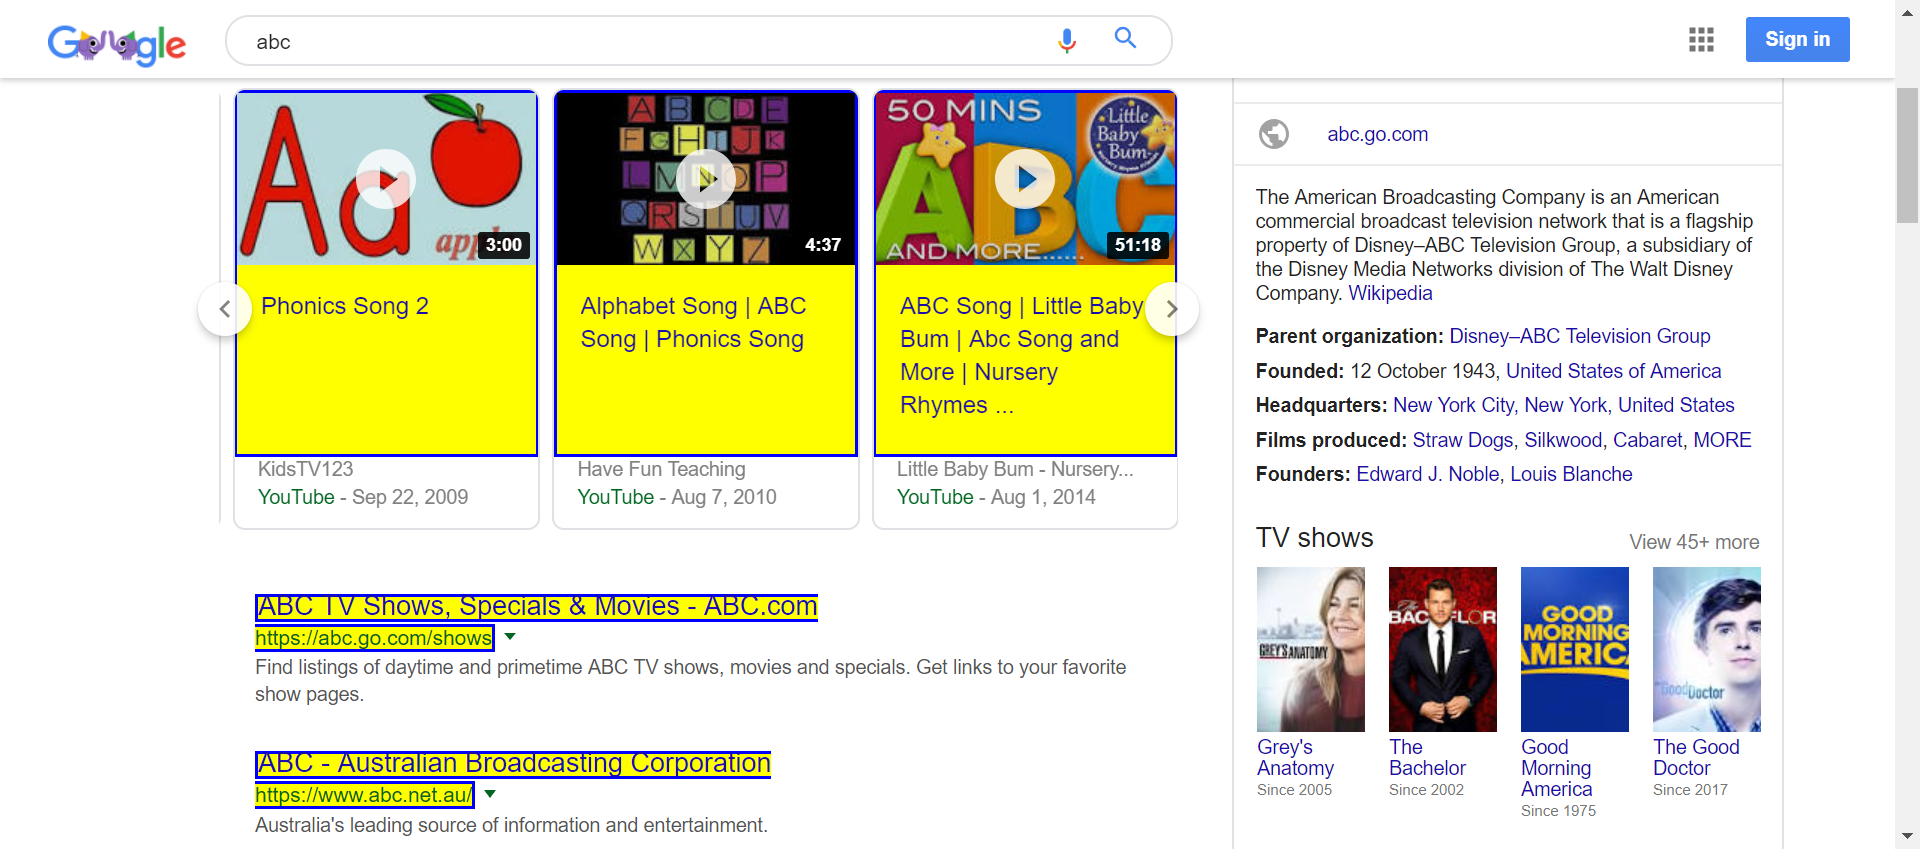 Google
abc
Sign in
Aa
apple
3:00
A B C D E
F G H I J K
L M N O P
Q R S T U V
W X Y Z
4:37
50 MINS
Little
Baby
Bum
ABC
AND MORE......
51:18
Phonics Song 2
Alphabet Song | ABC
Song | Phonics Song
ABC Song | Little Baby
Bum | Abc Song and
More | Nursery
Rhymes ...
KidsTV123
YouTube - Sep 22, 2009
Have Fun Teaching
YouTube - Aug 7, 2010
Little Baby Bum - Nursery...
YouTube - Aug 1, 2014
ABC TV Shows, Specials & Movies - ABC.com
https://abc.go.com/shows
Find listings of daytime and primetime ABC TV shows, movies and specials. Get links to your favorite
show pages.
ABC - Australian Broadcasting Corporation
https://www.abc.net.au/
Australia's leading source of information and entertainment.
abc.go.com
The American Broadcasting Company is an American
commercial broadcast television network that is a flagship
property of Disney–ABC Television Group, a subsidiary of
the Disney Media Networks division of The Walt Disney
Company. Wikipedia
Parent organization: Disney–ABC Television Group
Founded: 12 October 1943, United States of America
Headquarters: New York City, New York, United States
Films produced: Straw Dogs, Silkwood, Cabaret, MORE
Founders: Edward J. Noble, Louis Blanche
TV shows
View 45+ more
GREY'S ANATOMY
The
BACHELOR
GOOD
MORNING
AMERICA
Good Doctor
Grey's
Anatomy
Since 2005
The
Bachelor
Since 2002
Good
Morning
America
Since 1975
The Good
Doctor
Since 2017